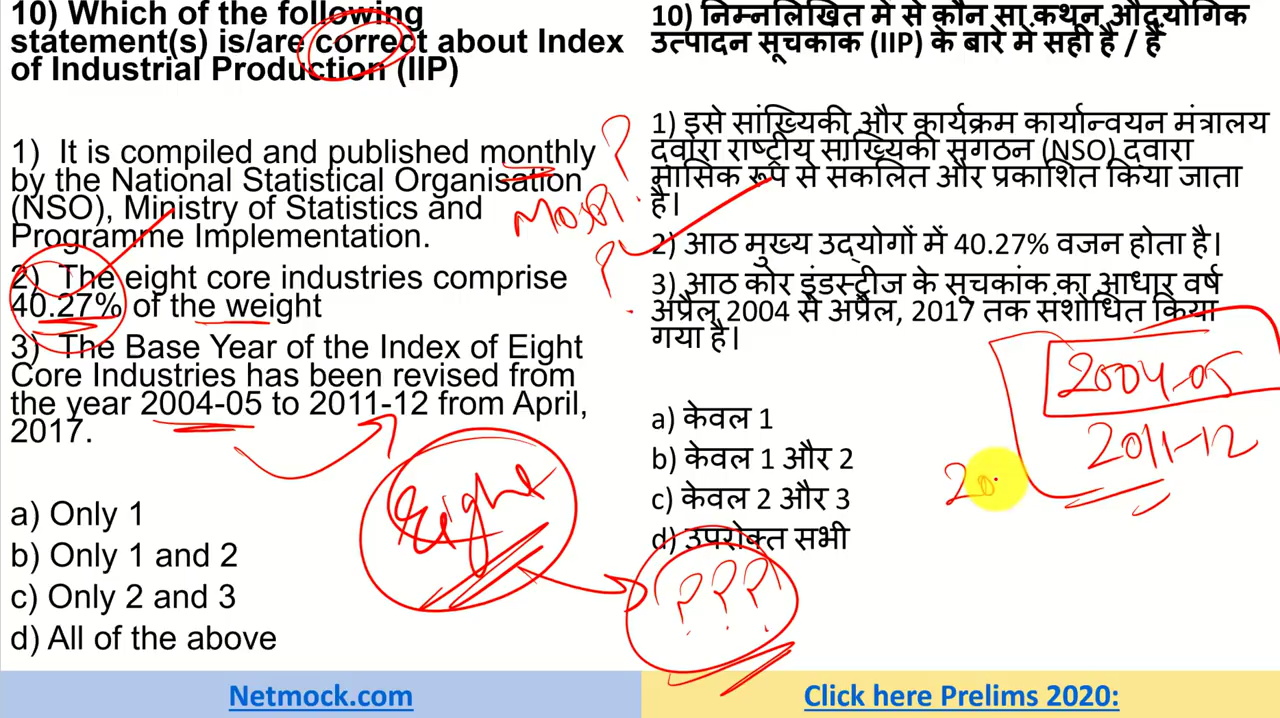 10) Which of the following
statement(s) is/are correct about Index
of Industrial Production (IIP)
1) It is compiled and published monthly
by the National Statistical Organisation
(NSO), Ministry of Statistics and
Programme Implementation.
2) The eight core industries comprise
40.27% of the weight
3) The Base Year of the Index of Eight
Core Industries has been revised from
the year 2004-05 to 2011-12 from April,
2017.
a) Only 1
b) Only 1 and 2
c) Only 2 and 3
d) All of the above
Eight
? ? ?
10) निम्नलिखित में से कौन सा कथन औद्योगिक
उत्पादन सूचकांक (IIP) के बारे में सही है / हैं
1) इसे सांख्यिकी और कार्यक्रम कार्यान्वयन मंत्रालय
द्वारा राष्ट्रीय सांख्यिकी संगठन (NSO) द्वारा
मासिक रूप से संकलित और प्रकाशित किया जाता
है।
2) आठ मुख्य उद्योगों में 40.27% वजन होता है।
3) आठ कोर इंडस्ट्रीज के सूचकांक का आधार वर्ष
अप्रैल 2004 से अप्रैल, 2017 तक संशोधित किया
गया है।
a) केवल 1
b) केवल 1 और 2
c) केवल 2 और 3
d) उपरोक्त सभी
2004-05
2011-12
20
Netmock.com
Click here Prelims 2020: